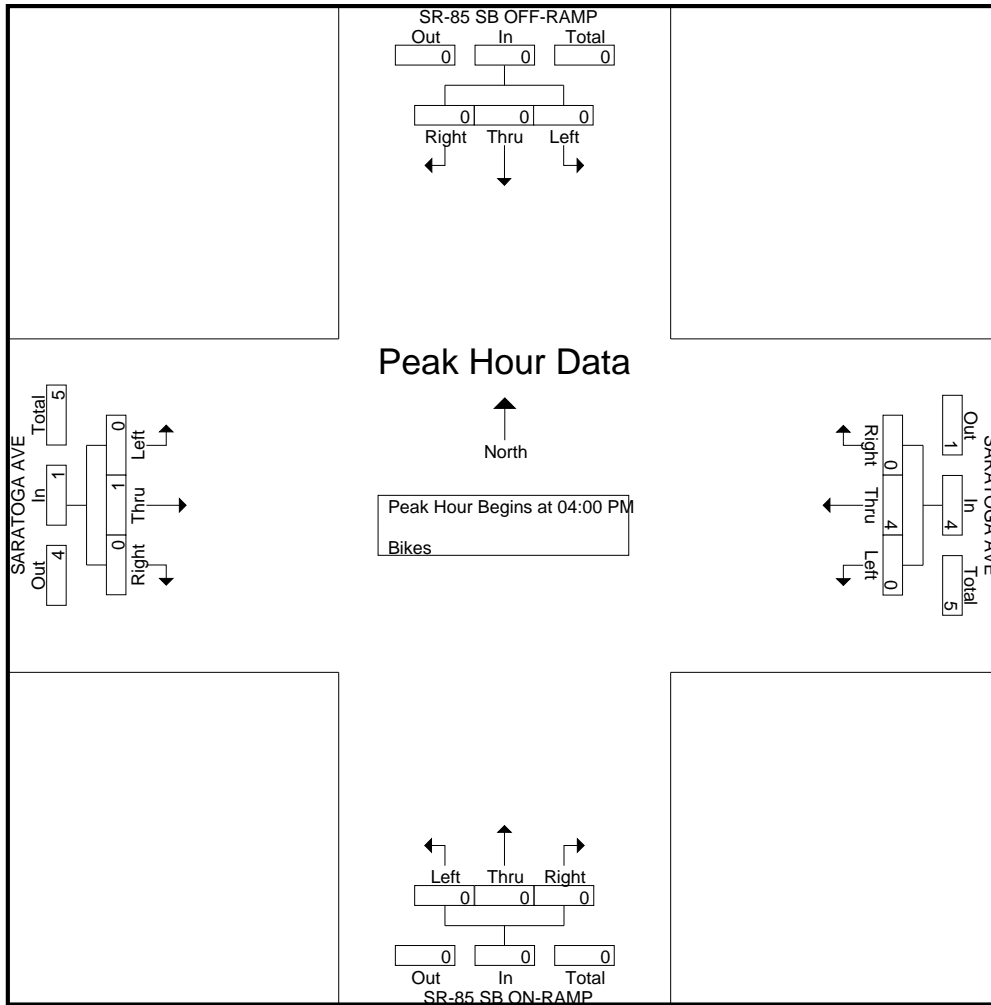 SR-85 SB OFF-RAMP
Out In Total
0 0 0
0 0 0
Right Thru Left
Peak Hour Data
North
Peak Hour Begins at 04:00 PM
Bikes
SARATOGA AVE
Out In Total
4 1 5
Right Thru Left
0 1 0
SARATOGA AVE
Out In Total
1 4 5
Right Thru Left
0 4 0
Left Thru Right
0 0 0
0 0 0
Out In Total
SR-85 SB ON-RAMP